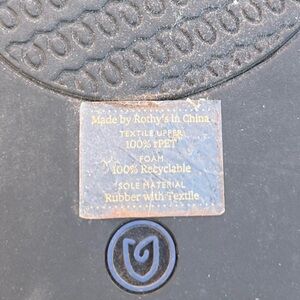 Made by Rothy's in China
TEXTILE UPPER
100% rPET
FOAM
100% Recyclable
SOLE MATERIAL
Rubber with Textile